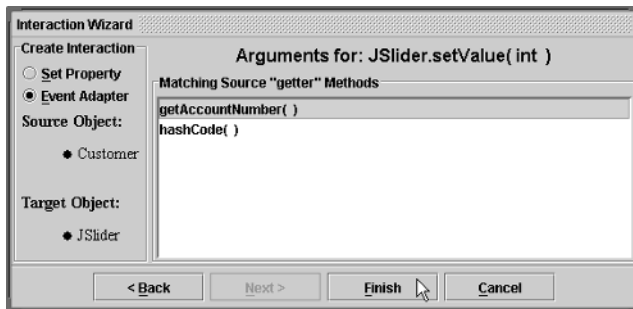 Interaction Wizard
Create Interaction
Set Property
Event Adapter
Source Object:
Customer
Target Object:
JSlider
Arguments for: JSlider.setValue( int )
Matching Source "getter" Methods
getAccountNumber( )
hashCode( )
< Back
Next >
Finish
Cancel